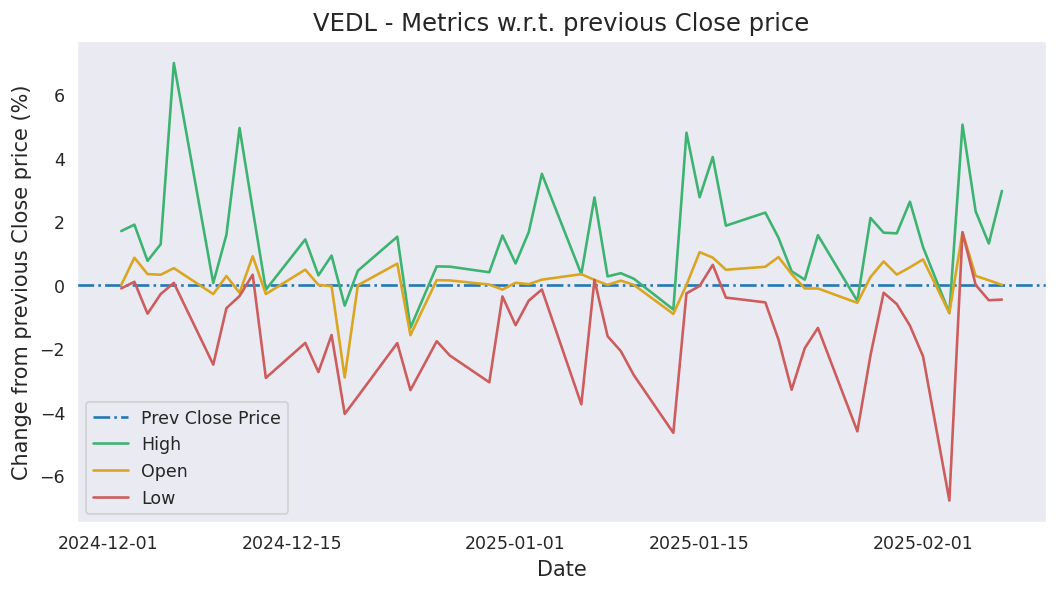 VEDL - Metrics w.r.t. previous Close price
Change from previous Close price (%)
6
4
2
0
−2
−4
−6
Prev Close Price
High
Open
Low
2024-12-01
2024-12-15
2025-01-01
2025-01-15
2025-02-01
Date